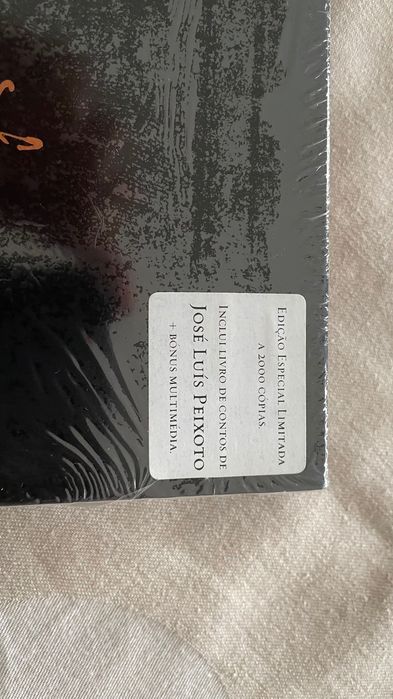 Edição Especial Limitada
a 2000 cópias.
Inclui livro de contos de
José Luís Peixoto
+ bónus multimédia.